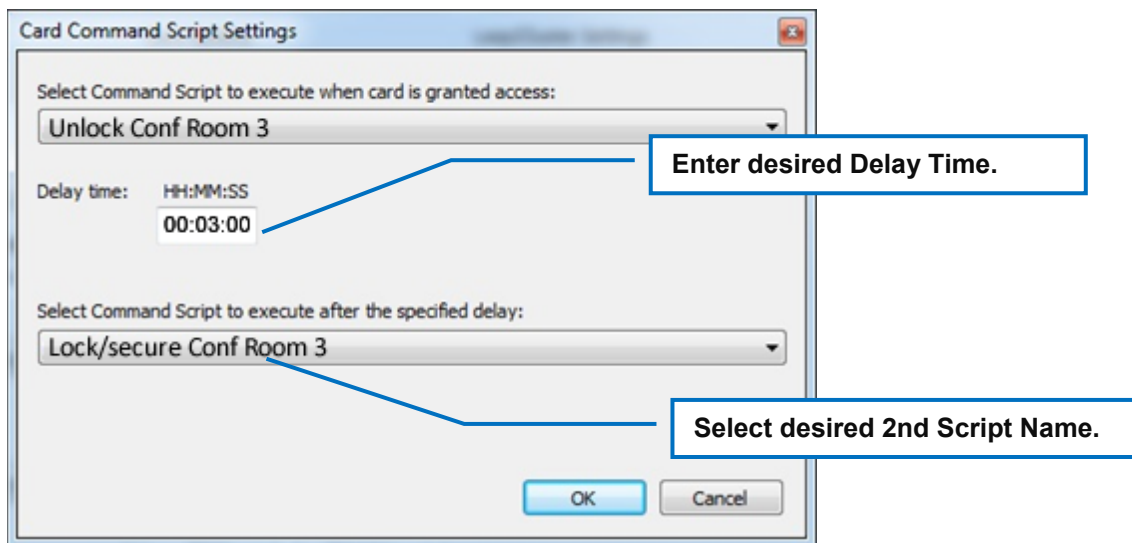 Card Command Script Settings
Select Command Script to execute when card is granted access:
Unlock Conf Room 3
Enter desired Delay Time.
Delay time: HH:MM:SS
00:03:00
Select Command Script to execute after the specified delay:
Lock/secure Conf Room 3
Select desired 2nd Script Name.
OK Cancel